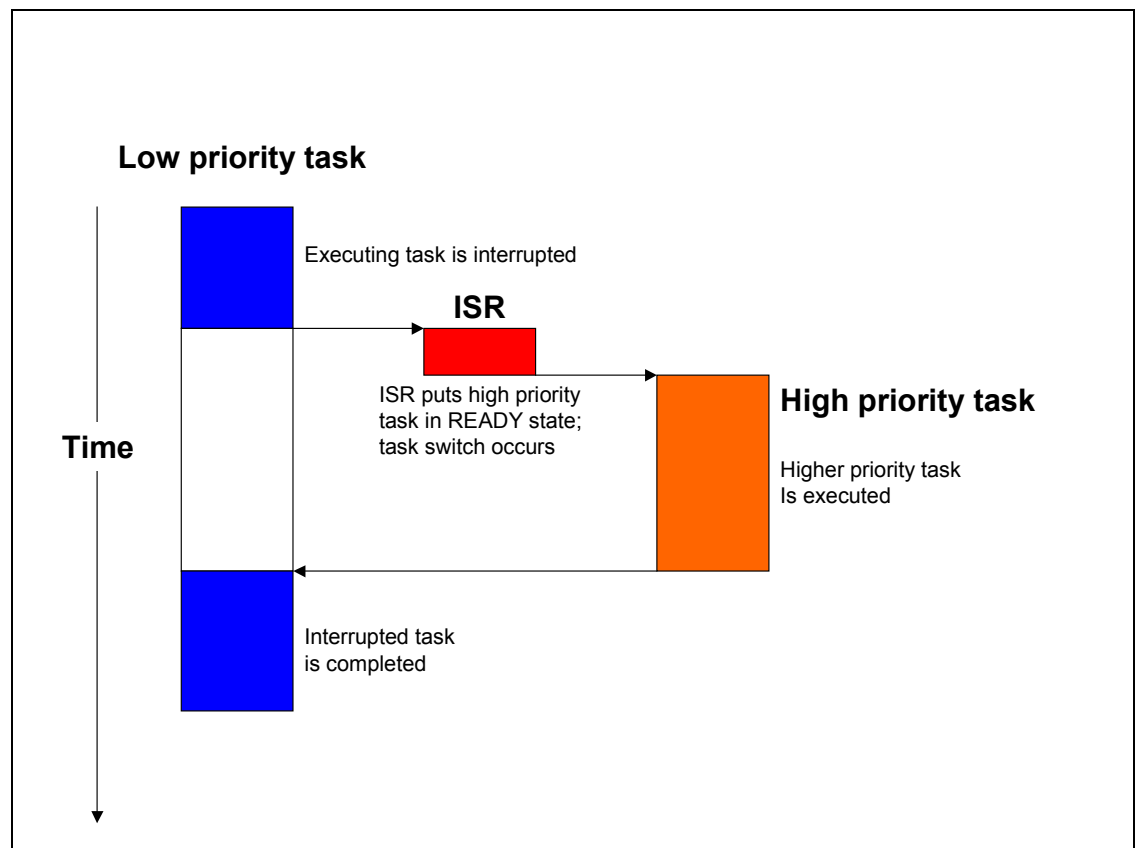 Low priority task
Executing task is interrupted
ISR
ISR puts high priority
task in READY state;
task switch occurs
High priority task
Time
Higher priority task
Is executed
Interrupted task
is completed